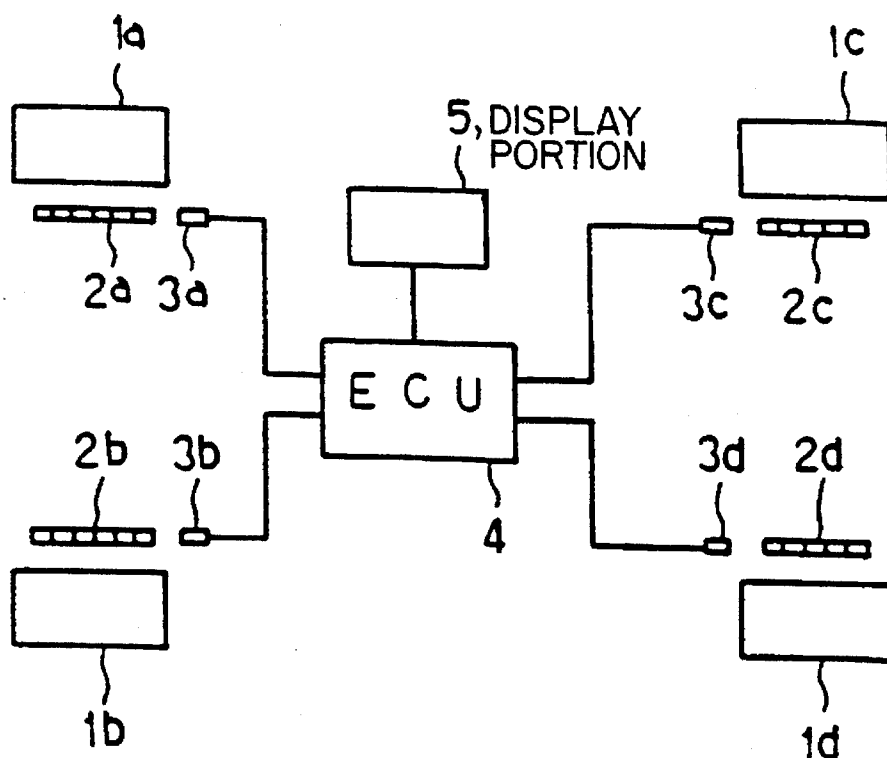 1a
1c
5, DISPLAY
PORTION
2a
3a
3c
2c
E C U
2b
3b
3d
2d
4
1b
1d